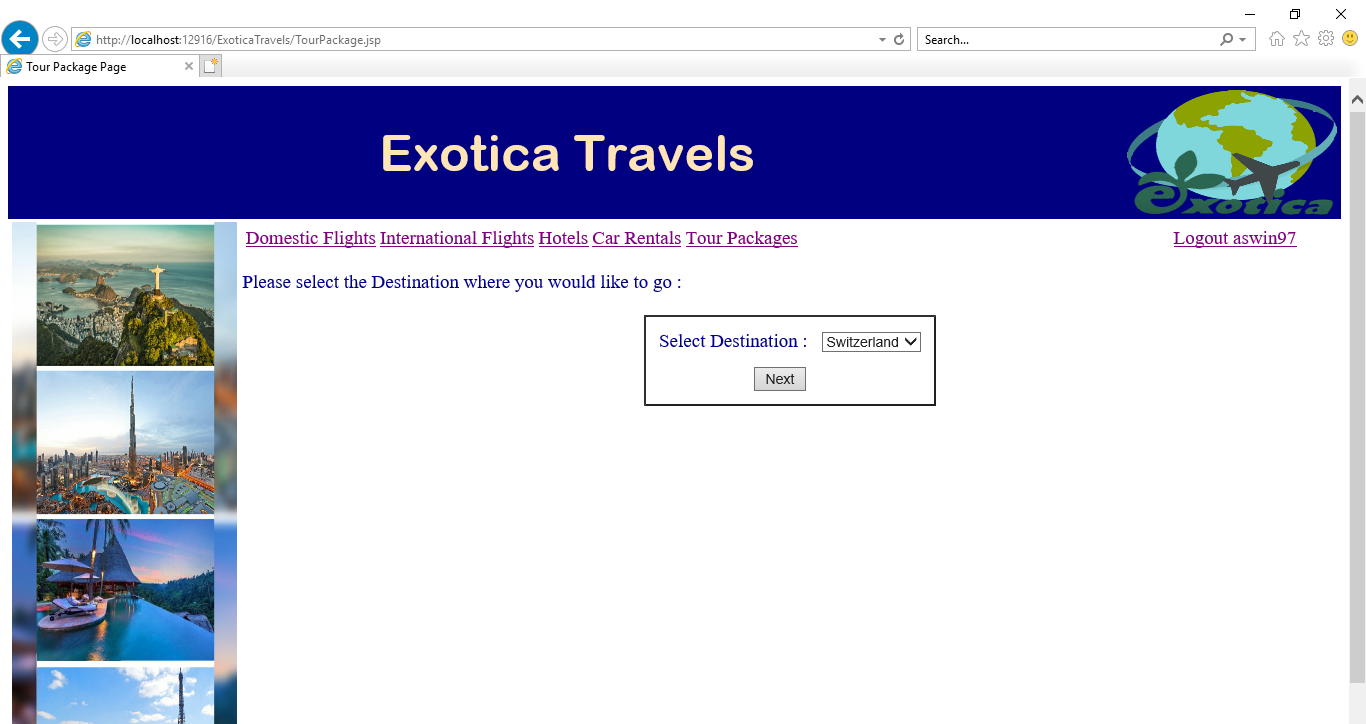 http://localhost:12916/ExoticaTravels/TourPackage.jsp
Search...
Tour Package Page
Exotica Travels
exotica
Domestic Flights International Flights Hotels Car Rentals Tour Packages
Logout aswin97
Please select the Destination where you would like to go :
Select Destination :
Switzerland
Next